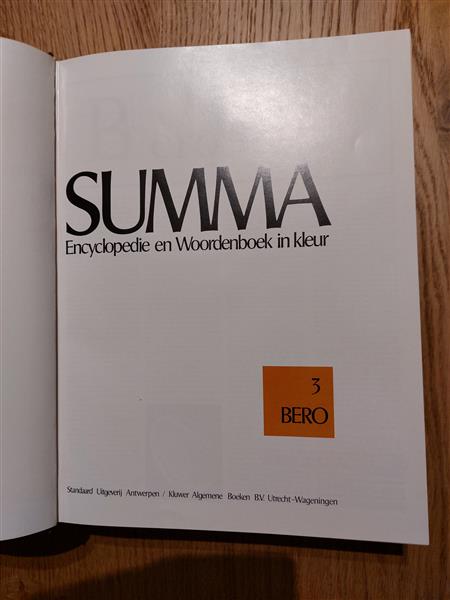 SUMMA
Encyclopedie en Woordenboek in kleur
3
BERO
Standaard Uitgeverij Antwerpen / Kluwer Algemene Boeken B.V. Utrecht-Wageningen